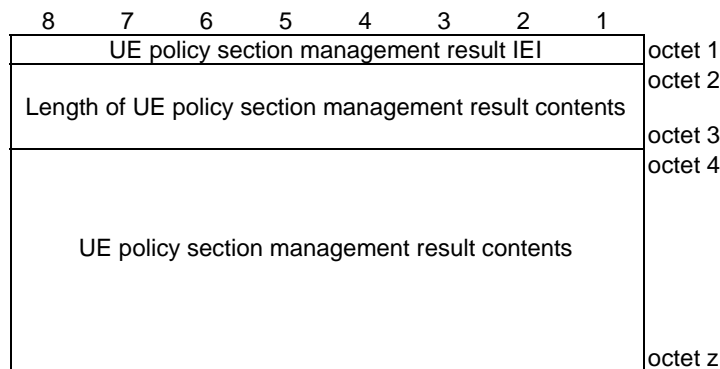 8 7 6 5 4 3 2 1
UE policy section management result IEI octet 1
octet 2
Length of UE policy section management result contents
octet 3
octet 4
UE policy section management result contents
octet z